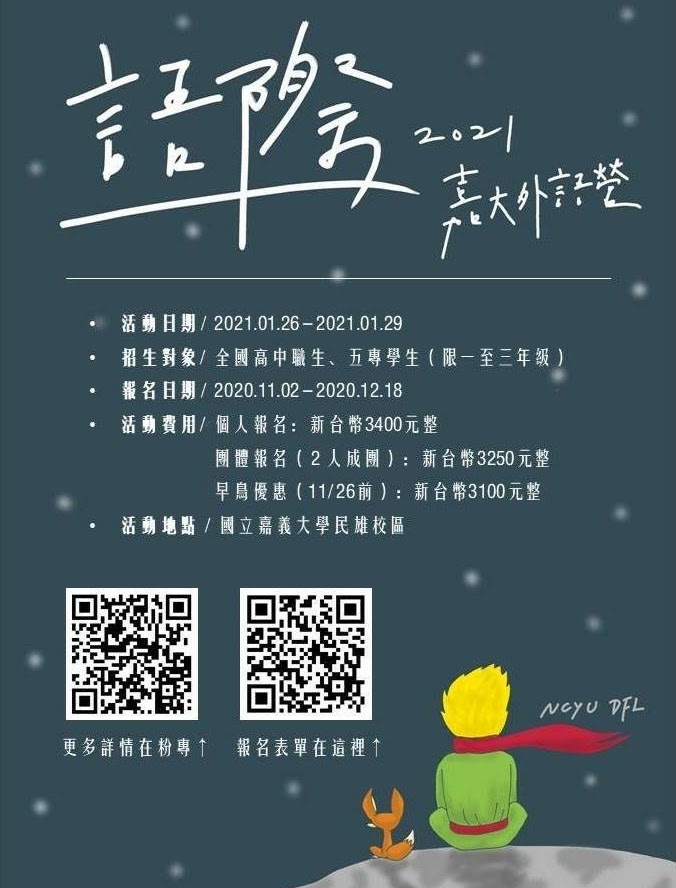 語際
2021
嘉大外語營
• 活動日期/ 2021.01.26–2021.01.29
• 招生對象/ 全國高中職生、五專學生(限一至三年級)
• 報名日期/ 2020.11.02–2020.12.18
• 活動費用/ 個人報名: 新台幣3400元整
團體報名(2人成團): 新台幣3250元整
早鳥優惠(11/26前): 新台幣3100元整
• 活動地點 / 國立嘉義大學民雄校區
NCYU DFL
更多詳情在粉專↑ 報名表單在這裡↑